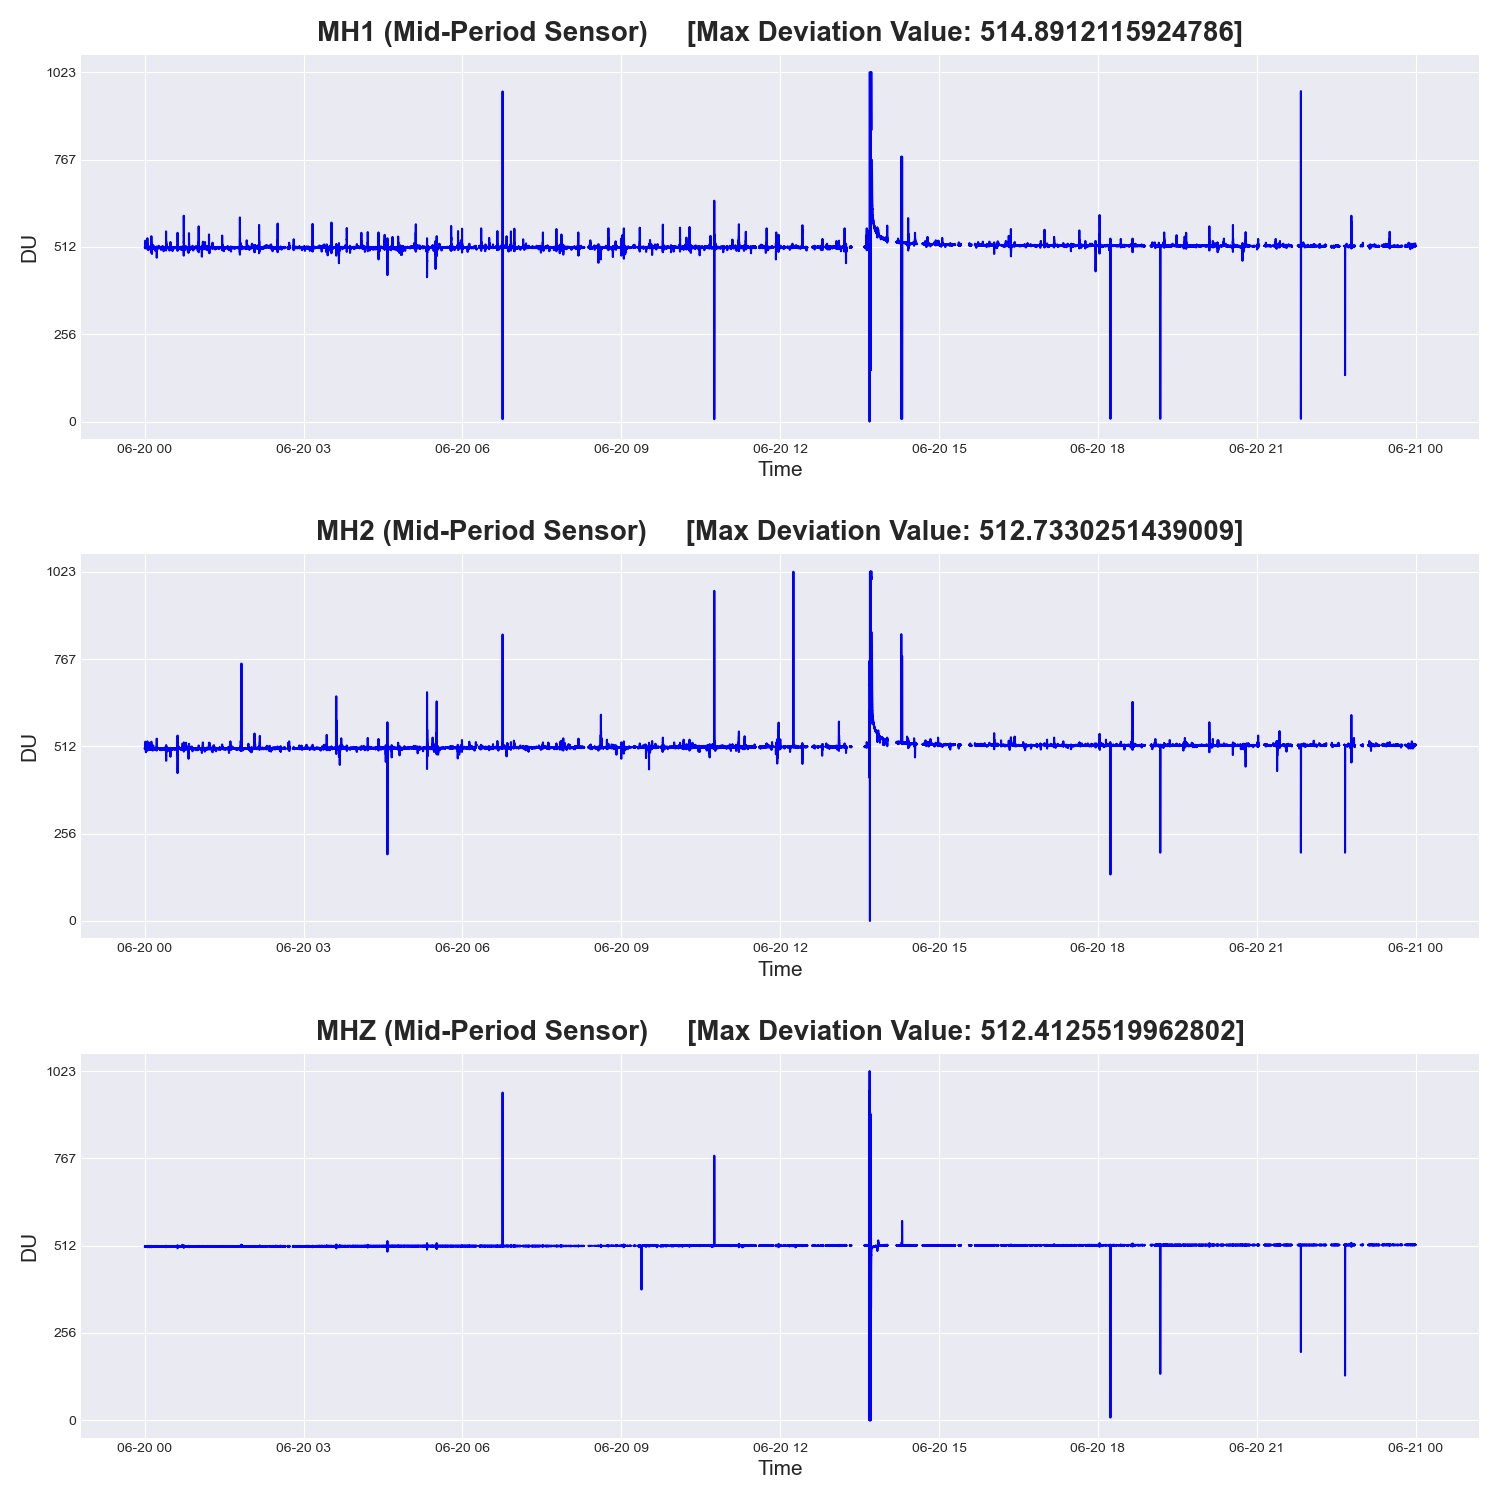 MH1 (Mid-Period Sensor) [Max Deviation Value: 514.8912115924786]
1023
767
512
256
0
DU
06-20 00 06-20 03 06-20 06 06-20 09 06-20 12 06-20 15 06-20 18 06-20 21 06-21 00
Time
MH2 (Mid-Period Sensor) [Max Deviation Value: 512.7330251439009]
1023
767
512
256
0
DU
06-20 00 06-20 03 06-20 06 06-20 09 06-20 12 06-20 15 06-20 18 06-20 21 06-21 00
Time
MHZ (Mid-Period Sensor) [Max Deviation Value: 512.4125519962802]
1023
767
512
256
0
DU
06-20 00 06-20 03 06-20 06 06-20 09 06-20 12 06-20 15 06-20 18 06-20 21 06-21 00
Time